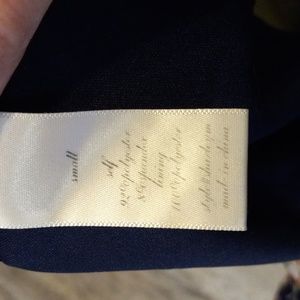 small
self
92%polyester
8%spandex
lining
100%polyester
made in china